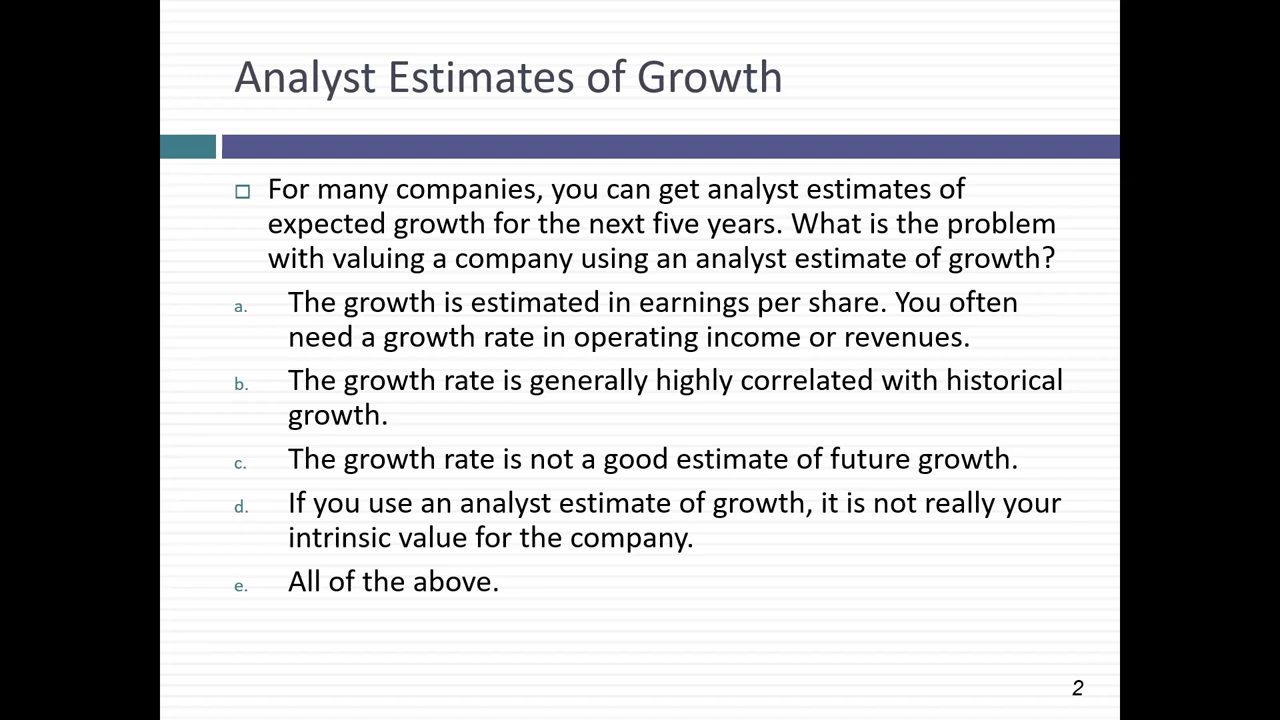 Analyst Estimates of Growth
For many companies, you can get analyst estimates of
expected growth for the next five years. What is the problem
with valuing a company using an analyst estimate of growth?
a. The growth is estimated in earnings per share. You often
need a growth rate in operating income or revenues.
b. The growth rate is generally highly correlated with historical
growth.
c. The growth rate is not a good estimate of future growth.
d. If you use an analyst estimate of growth, it is not really your
intrinsic value for the company.
e. All of the above.
2